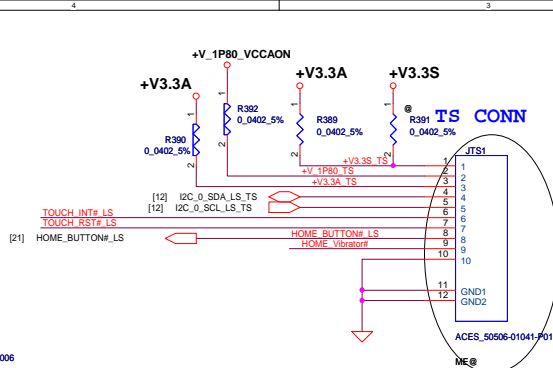 4 3
+V_1P80_VCCAON
+V3.3A +V3.3A +V3.3S
1 1 1 1
R392
0_0402_5%
R389
0_0402_5%
@
R391
0_0402_5%
TS CONN
R390
0_0402_5%
2 2 2 2
JTS1
+V3.3S_TS 1 1
+V_1P80_TS 2 2
+V3.3A_TS 3 3
[12] I2C_0_SDA_LS_TS 4 4
[12] I2C_0_SCL_LS_TS 5 5
TOUCH_INT#_LS 6 6
TOUCH_RST#_LS 7 7
[21] HOME_BUTTON#_LS HOME_BUTTON#_LS 8 8
HOME_Vibrator# 9 9
10 10
11 GND1
12 GND2
ACES_50506-01041-P01
006
ME@